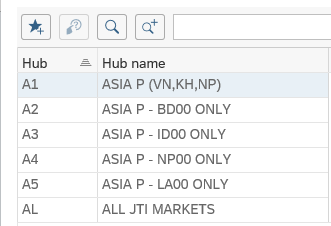 Hub Hub name
A1 ASIA P (VN,KH,NP)
A2 ASIA P - BD00 ONLY
A3 ASIA P - ID00 ONLY
A4 ASIA P - NP00 ONLY
A5 ASIA P - LA00 ONLY
AL ALL JTI MARKETS